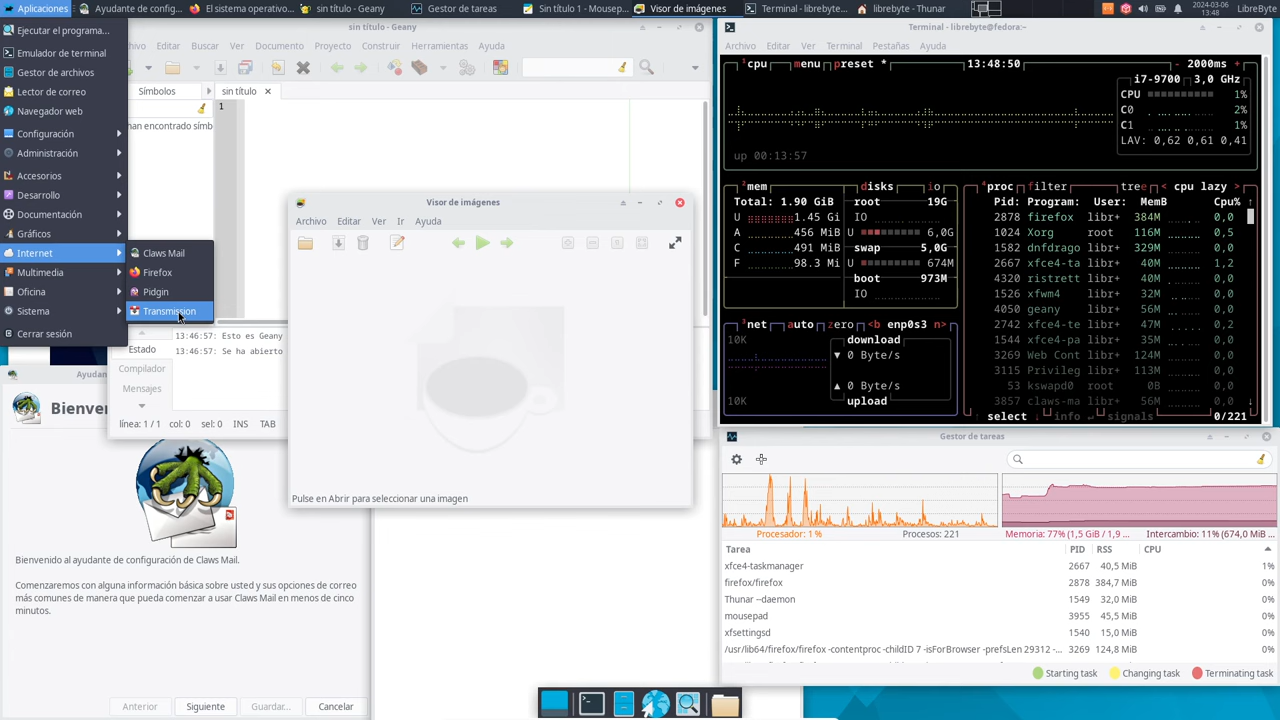 Aplicaciones
Ayudante de config...
El sistema operativo...
sin título - Geany
Gestor de tareas
Sin título 1 - Mousep...
Visor de imágenes
Terminal - librebyte...
librebyte - Thunar
2024-03-06
13:48
LibreByte
Ejecutar el programa...
Emulador de terminal
Gestor de archivos
Lector de correo
Navegador web
Configuración
Administración
Accesorios
Desarrollo
Documentación
Gráficos
Internet
Multimedia
Oficina
Sistema
Cerrar sesión
Claws Mail
Firefox
Pidgin
Transmission
sin título - Geany
Editar Buscar Ver Documento Proyecto Construir Herramientas Ayuda
Símbolos
sin título
1
han encontrado símb
13:46:57: Esto es Geany
13:46:57: Se ha abierto
Estado
Compilador
Mensajes
línea: 1 / 1 col: 0 sel: 0 INS TAB
Visor de imágenes
Archivo Editar Ver Ir Ayuda
Pulse en Abrir para seleccionar una imagen
Ayudan
Bienven
Bienvenido al ayudante de configuración de Claws Mail.
Comenzaremos con alguna información básica sobre usted y sus opciones de correo
más comunes de manera que pueda comenzar a usar Claws Mail en menos de cinco
minutos.
Anterior Siguiente Guardar... Cancelar
Terminal - librebyte@fedora:~
Archivo Editar Ver Terminal Pestañas Ayuda
¹cpu menu preset * 13:48:50 - 2000ms +
i7-9700 3,0 GHz
CPU 1%
C0 2%
C1 1%
LAV: 0,62 0,61 0,41
up 00:13:57
²mem disks io
Total: 1.90 GiB
U 1.45 Gi
A 456 MiB
C 491 MiB
F 98.3 Mi
root 19G
IO
U 6,0G
swap 5,0G
U 674M
boot 973M
IO
³net auto zero <b enp0s3 n>
10K
download
▼ 0 Byte/s
▲ 0 Byte/s
upload
10K
⁴proc filter tree < cpu lazy >
Pid: Program: User: MemB Cpu% ↑
2878 firefox libr+ 384M 0,0
1024 Xorg root 116M 0,5
1582 dnfdrago libr+ 329M 0,0
2667 xfce4-ta libr+ 40M 1,2
4320 ristrett libr+ 40M 0,0
1526 xfwm4 libr+ 32M 0,0
4050 geany libr+ 56M 0,0
2742 xfce4-te libr+ 47M 0,2
1544 xfce4-pa libr+ 35M 0,0
3269 Web Cont libr+ 124M 0,0
3115 Privileg libr+ 113M 0,0
53 kswapd0 root 0B 0,0
3857 claws-ma libr+ 56M 0,0
↑ select ↓ info ↵ signals 0/221
Gestor de tareas
Procesador: 1%
Procesos: 221
Memoria: 77% (1,5 GiB / 1,9 ...
Intercambio: 11% (674,0 MiB ...
Tarea PID RSS CPU
xfce4-taskmanager 2667 40,5 MiB 1%
firefox/firefox 2878 384,7 MiB 0%
Thunar --daemon 1549 32,0 MiB 0%
mousepad 3955 45,5 MiB 0%
xfsettingsd 1540 15,0 MiB 0%
/usr/lib64/firefox/firefox -contentproc -childID 7 -isForBrowser -prefsLen 29312 -... 3269 124,8 MiB 0%
Starting task
Changing task
Terminating task